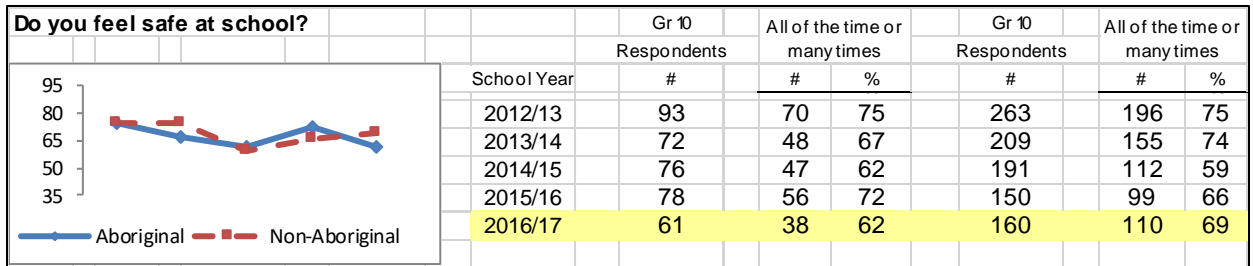 Do you feel safe at school?
Gr 10 All of the time or Gr 10 All of the time or
Respondents many times Respondents many times
School Year # # % # # %
2012/13 93 70 75 263 196 75
2013/14 72 48 67 209 155 74
2014/15 76 47 62 191 112 59
2015/16 78 56 72 150 99 66
2016/17 61 38 62 160 110 69
95
80
65
50
35
Aboriginal Non-Aboriginal